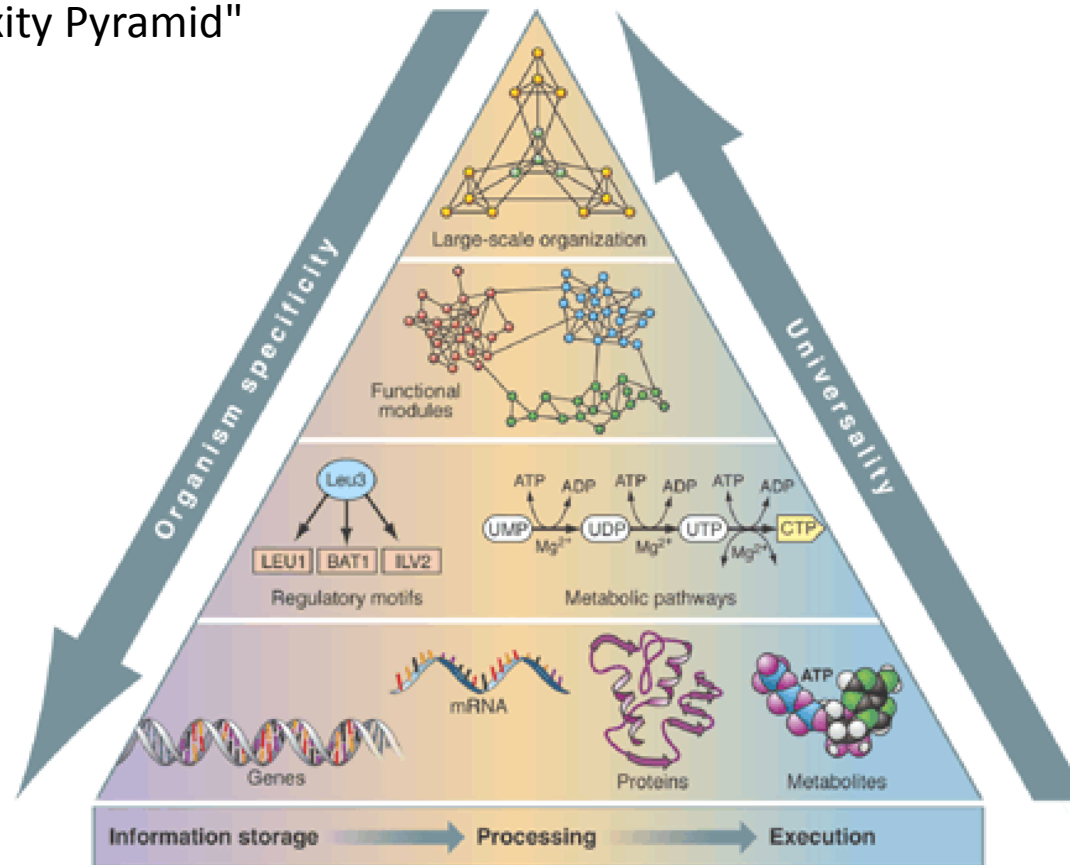 xity Pyramid"
Large-scale organization
Organism specificity
Universality
Functional
modules
Leu3
LEU1 BAT1 ILV2
Regulatory motifs
ATP ADP ATP ADP ATP ADP
UMP UDP UTP CTP
Mg²⁺ Mg²⁺ Mg²⁺
Metabolic pathways
mRNA
Genes
Proteins
ATP
Metabolites
Information storage Processing Execution